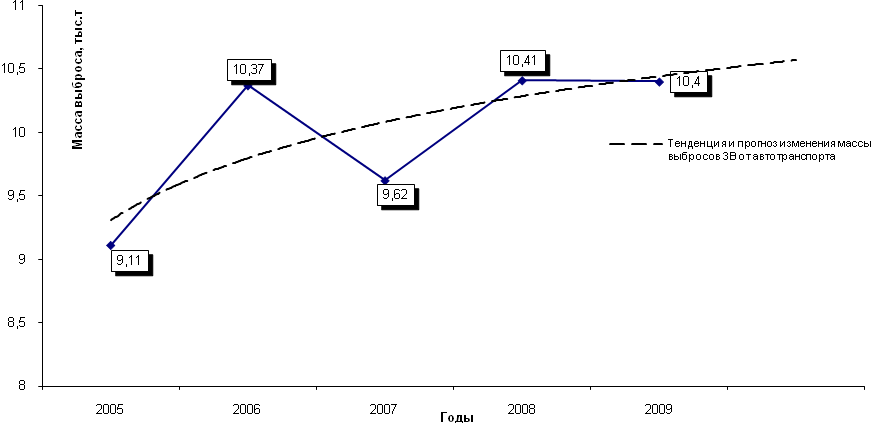 Масса выброса, тыс.т
11
10,5
10
9,5
9
8,5
8
10,37
10,41
10,4
9,62
9,11
Тенденция и прогноз изменения массы
выбросов ЗВ от автотранспорта
2005 2006 2007 2008 2009
Годы